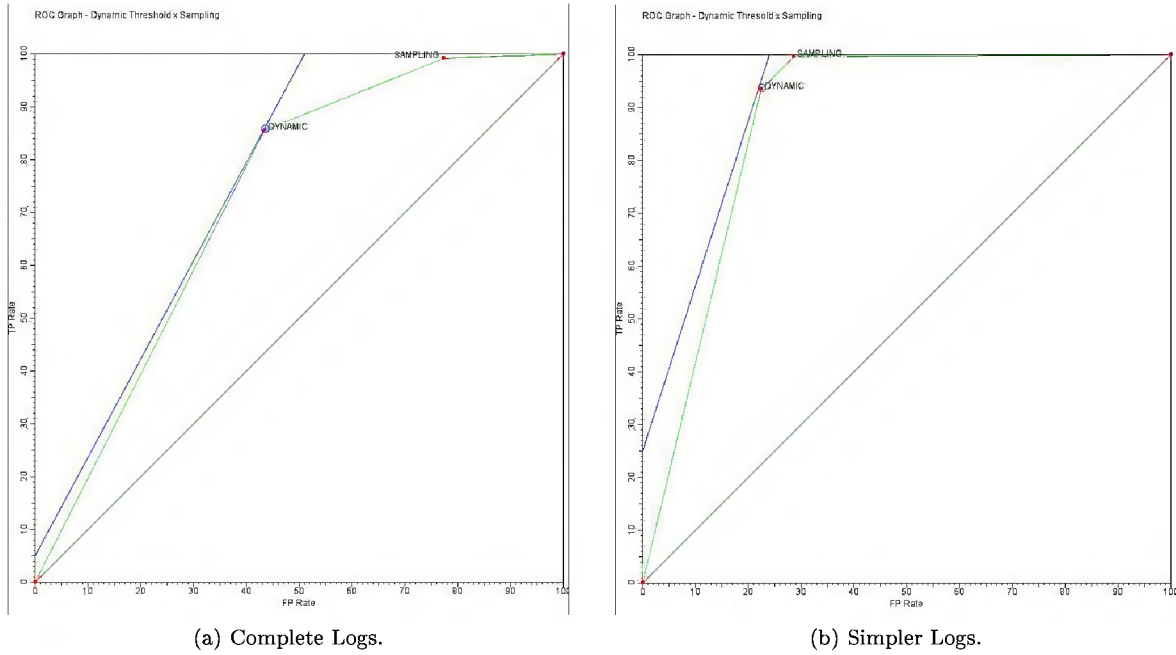 ROC Graph - Dynamic Threshold x Sampling
100
90
80
70
60
50
40
30
20
10
0
TP Rate
SAMPLING
DYNAMIC
0 10 20 30 40 50 60 70 80 90 100
FP Rate
(a) Complete Logs.
ROC Graph - Dynamic Thresold x Sampling
100
90
80
70
60
50
40
30
20
10
0
TP Rate
SAMPLING
DYNAMIC
0 10 20 30 40 50 60 70 80 90 100
FP Rate
(b) Simpler Logs.